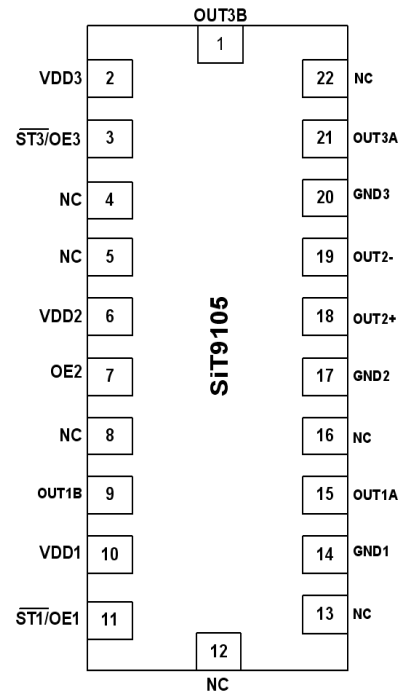 OUT3B
1
VDD3 2 22 NC
ST3/OE3 3 21 OUT3A
NC 4 20 GND3
NC 5 19 OUT2-
VDD2 6 18 OUT2+
SiT9105
OE2 7 17 GND2
NC 8 16 NC
OUT1B 9 15 OUT1A
VDD1 10 14 GND1
ST1/OE1 11 13 NC
12
NC